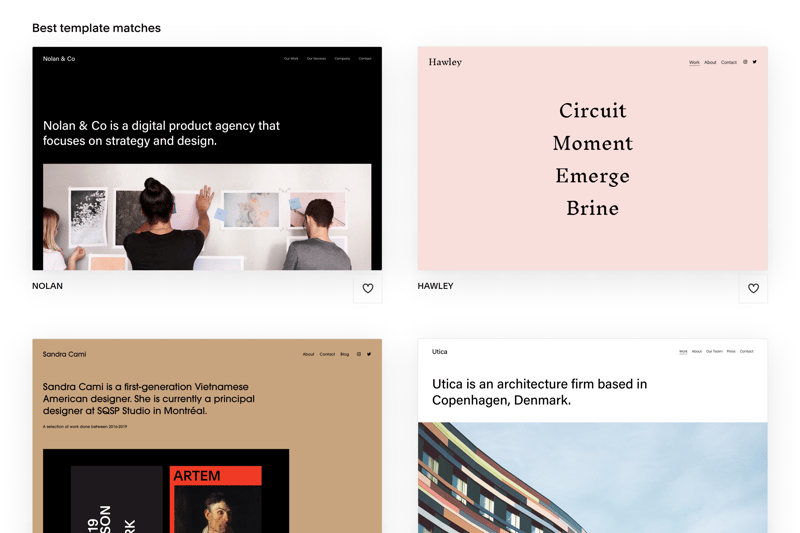 Best template matches
Nolan & Co
Our Work Our Services Company Contact
Nolan & Co is a digital product agency that
focuses on strategy and design.
NOLAN
Hawley
Work About Contact
Circuit
Moment
Emerge
Brine
HAWLEY
Sandra Cami
About Contact Blog
Sandra Cami is a first-generation Vietnamese
American designer. She is currently a principal
designer at SQSP Studio in Montréal.
A selection of work done between 2016-2019
ARTEM
19
SON
RK
Utica
Work About Our Team Press Contact
Utica is an architecture firm based in
Copenhagen, Denmark.